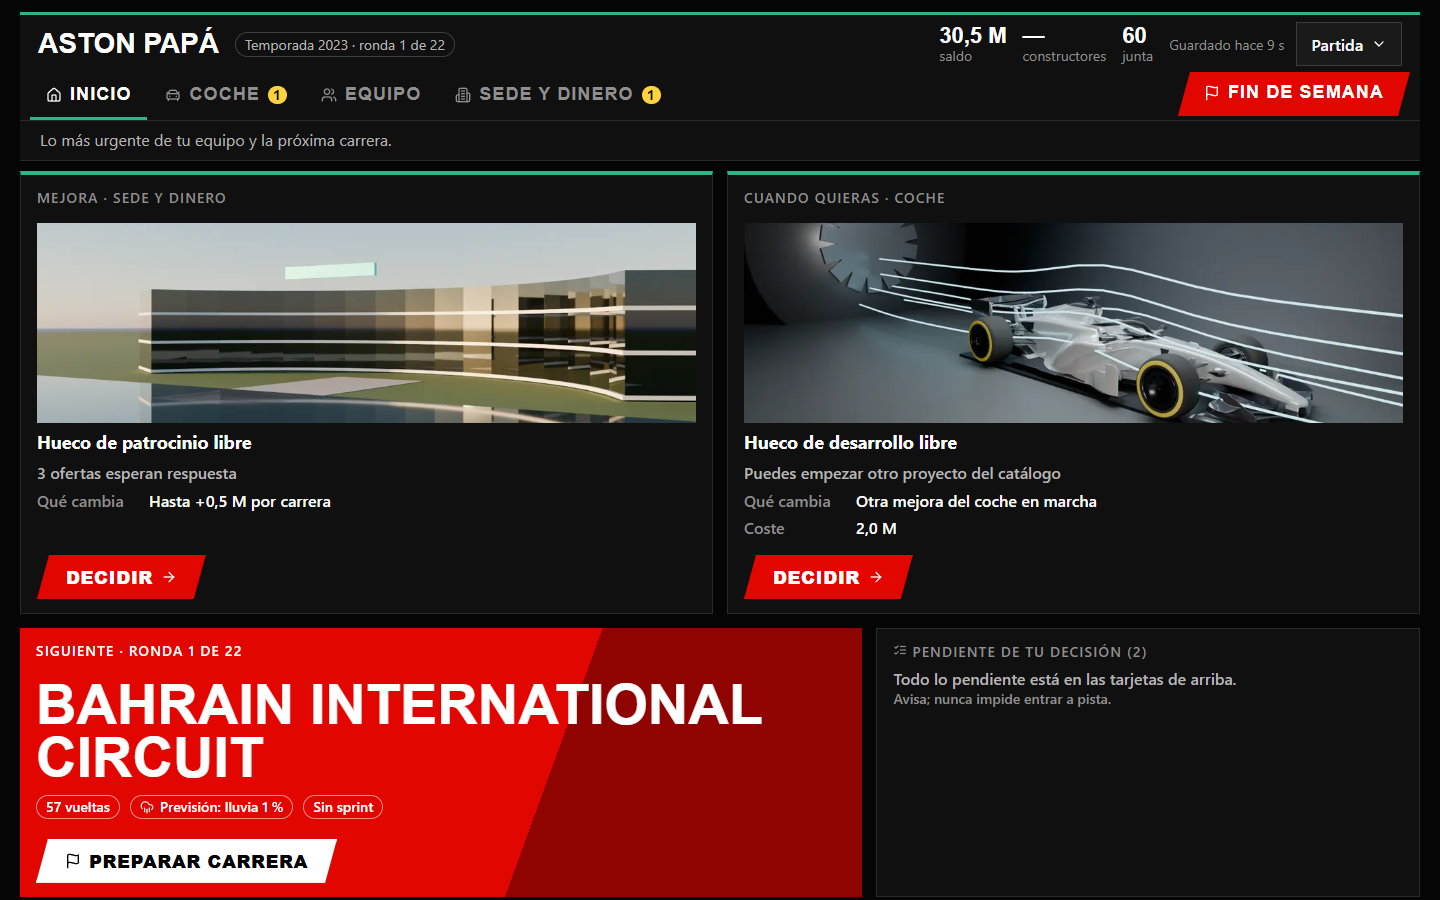 ASTON PAPÁ
Temporada 2023 · ronda 1 de 22
30,5 M
saldo
—
constructores
60
junta
Guardado hace 9 s
Partida
INICIO
COCHE 1
EQUIPO
SEDE Y DINERO 1
FIN DE SEMANA
Lo más urgente de tu equipo y la próxima carrera.
MEJORA · SEDE Y DINERO
Hueco de patrocinio libre
3 ofertas esperan respuesta
Qué cambia Hasta +0,5 M por carrera
DECIDIR
CUANDO QUIERAS · COCHE
Hueco de desarrollo libre
Puedes empezar otro proyecto del catálogo
Qué cambia Otra mejora del coche en marcha
Coste 2,0 M
DECIDIR
SIGUIENTE · RONDA 1 DE 22
BAHRAIN INTERNATIONAL
CIRCUIT
57 vueltas
Previsión: lluvia 1 %
Sin sprint
PREPARAR CARRERA
PENDIENTE DE TU DECISIÓN (2)
Todo lo pendiente está en las tarjetas de arriba.
Avisa; nunca impide entrar a pista.